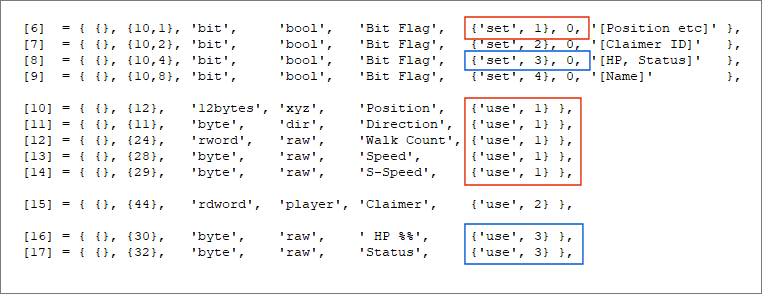 [6] = { {}, {10,1}, 'bit', 'bool', 'Bit Flag', {'set', 1}, 0, '[Position etc]' },
[7] = { {}, {10,2}, 'bit', 'bool', 'Bit Flag', {'set', 2}, 0, '[Claimer ID]' },
[8] = { {}, {10,4}, 'bit', 'bool', 'Bit Flag', {'set', 3}, 0, '[HP, Status]' },
[9] = { {}, {10,8}, 'bit', 'bool', 'Bit Flag', {'set', 4}, 0, '[Name]' },
[10] = { {}, {12}, '12bytes', 'xyz', 'Position', {'use', 1} },
[11] = { {}, {11}, 'byte', 'dir', 'Direction', {'use', 1} },
[12] = { {}, {24}, 'rword', 'raw', 'Walk Count', {'use', 1} },
[13] = { {}, {28}, 'byte', 'raw', 'Speed', {'use', 1} },
[14] = { {}, {29}, 'byte', 'raw', 'S-Speed', {'use', 1} },
[15] = { {}, {44}, 'rdword', 'player', 'Claimer', {'use', 2} },
[16] = { {}, {30}, 'byte', 'raw', ' HP %%', {'use', 3} },
[17] = { {}, {32}, 'byte', 'raw', 'Status', {'use', 3} },